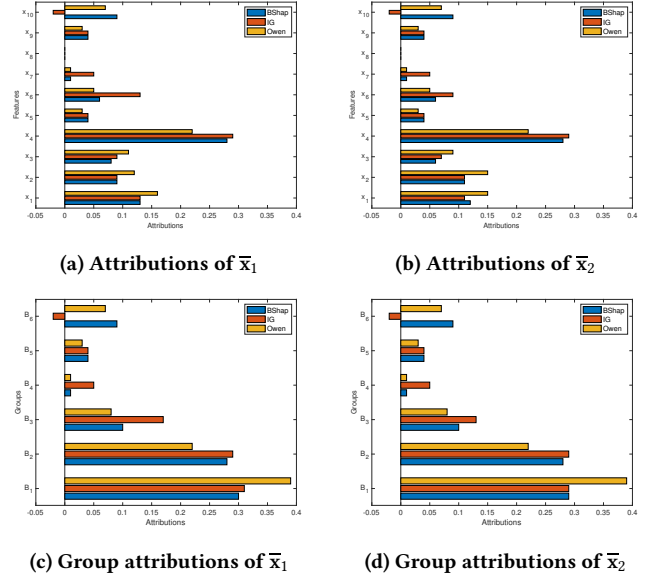 x10
x9
x8
x7
x6
x5
x4
x3
x2
x1
Features
-0.05 0 0.05 0.1 0.15 0.2 0.25 0.3 0.35 0.4
Attributions
BShap
IG
Owen
(a) Attributions of x̅1
x10
x9
x8
x7
x6
x5
x4
x3
x2
x1
Features
-0.05 0 0.05 0.1 0.15 0.2 0.25 0.3 0.35 0.4
Attributions
BShap
IG
Owen
(b) Attributions of x̅2
B6
B5
B4
B3
B2
B1
Groups
-0.05 0 0.05 0.1 0.15 0.2 0.25 0.3 0.35 0.4
Attributions
BShap
IG
Owen
(c) Group attributions of x̅1
B6
B5
B4
B3
B2
B1
Groups
-0.05 0 0.05 0.1 0.15 0.2 0.25 0.3 0.35 0.4
Attributions
BShap
IG
Owen
(d) Group attributions of x̅2